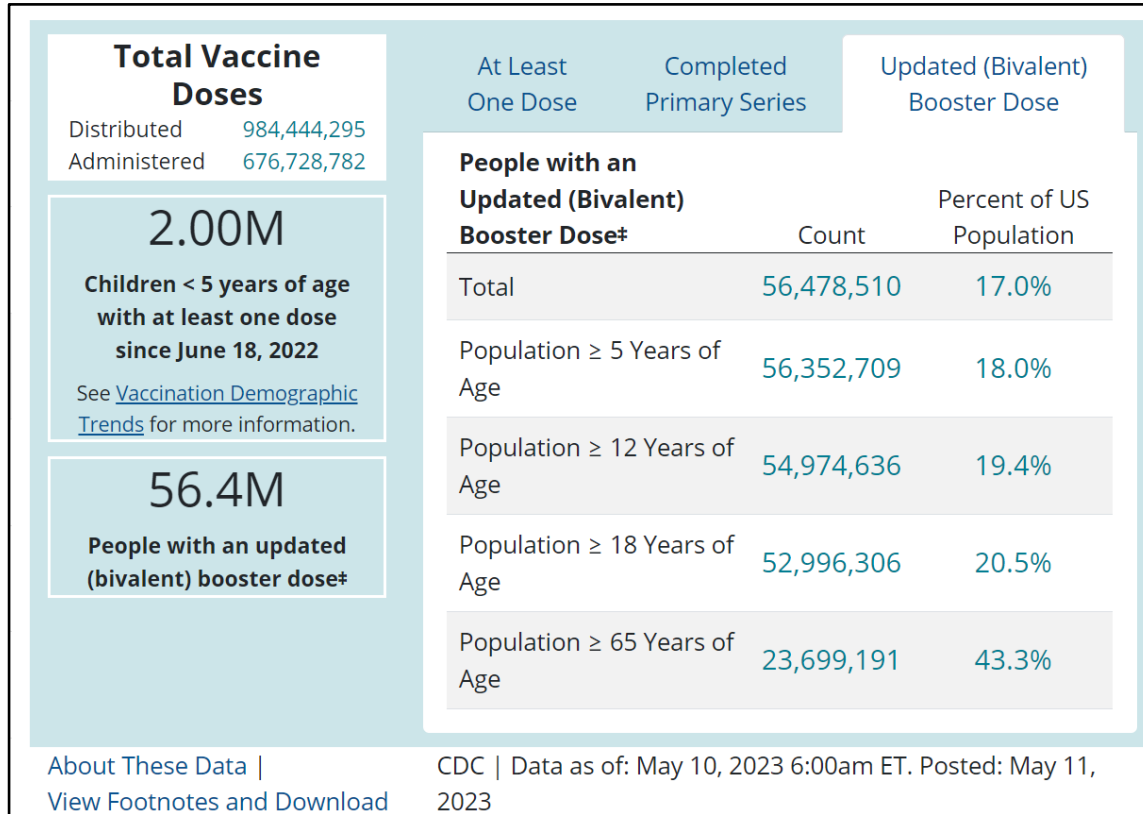 Total Vaccine
Doses
Distributed 984,444,295
Administered 676,728,782
2.00M
Children < 5 years of age
with at least one dose
since June 18, 2022
See Vaccination Demographic
Trends for more information.
56.4M
People with an updated
(bivalent) booster dose‡
At Least
One Dose
Completed
Primary Series
Updated (Bivalent)
Booster Dose
People with an
Updated (Bivalent)
Booster Dose‡
Count
Percent of US
Population
Total 56,478,510 17.0%
Population ≥ 5 Years of
Age
56,352,709 18.0%
Population ≥ 12 Years of
Age
54,974,636 19.4%
Population ≥ 18 Years of
Age
52,996,306 20.5%
Population ≥ 65 Years of
Age
23,699,191 43.3%
About These Data |
View Footnotes and Download
CDC | Data as of: May 10, 2023 6:00am ET. Posted: May 11,
2023